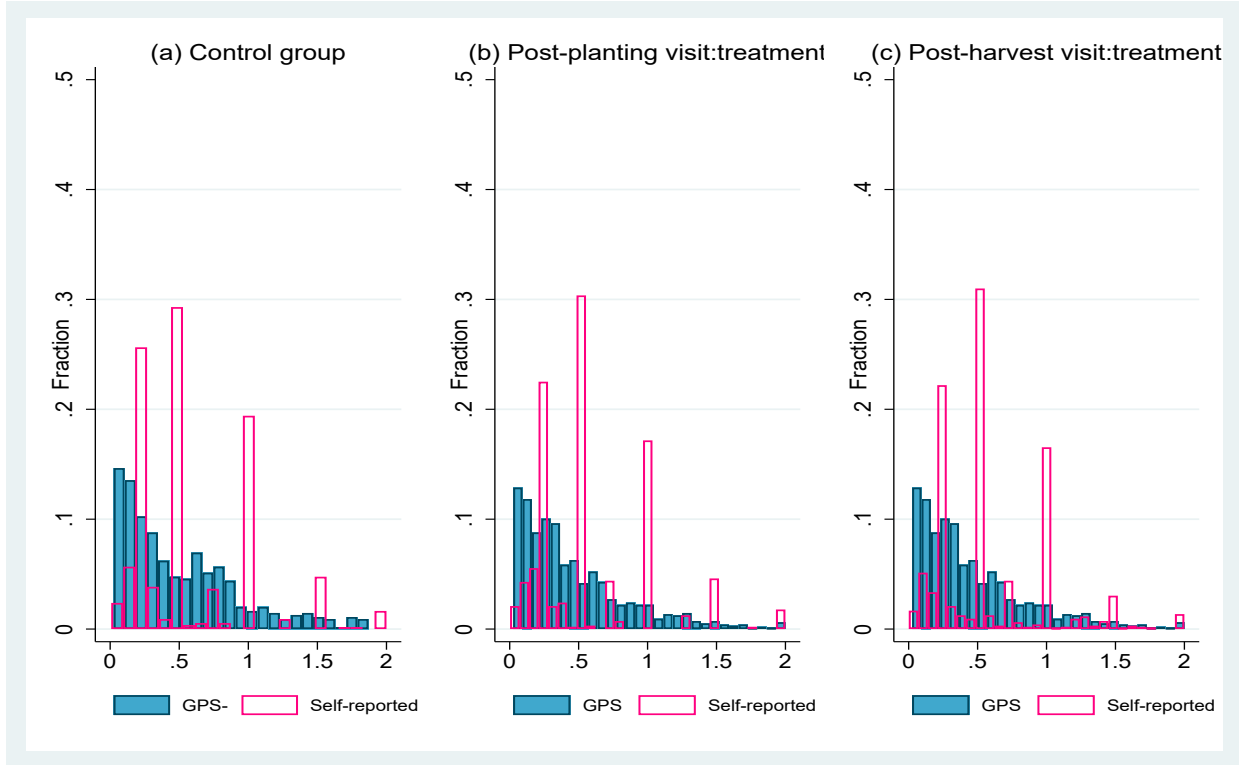 (a) Control group
.5
.4
.3
.2
.1
0
Fraction
0 .5 1 1.5 2
GPS- Self-reported
(b) Post-planting visit:treatment
.5
.4
.3
.2
.1
0
Fraction
0 .5 1 1.5 2
GPS Self-reported
(c) Post-harvest visit:treatment
.5
.4
.3
.2
.1
0
Fraction
0 .5 1 1.5 2
GPS Self-reported